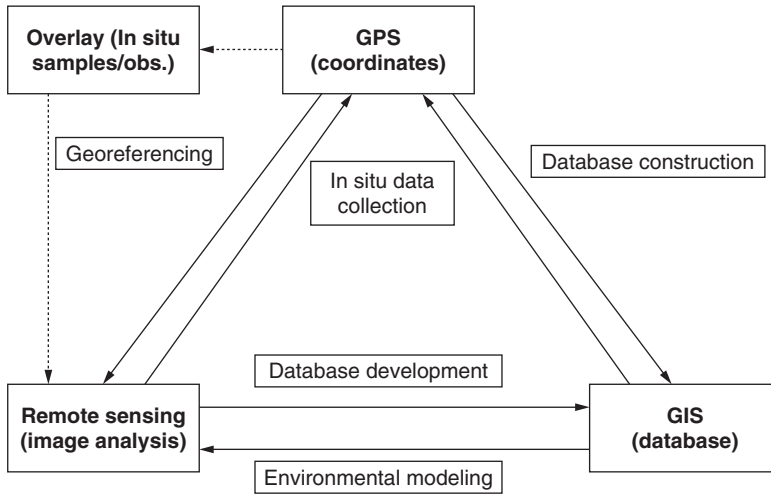 Overlay (In situ
samples/obs.)
GPS
(coordinates)
Georeferencing
In situ data
collection
Database construction
Database development
Remote sensing
(image analysis)
GIS
(database)
Environmental modeling